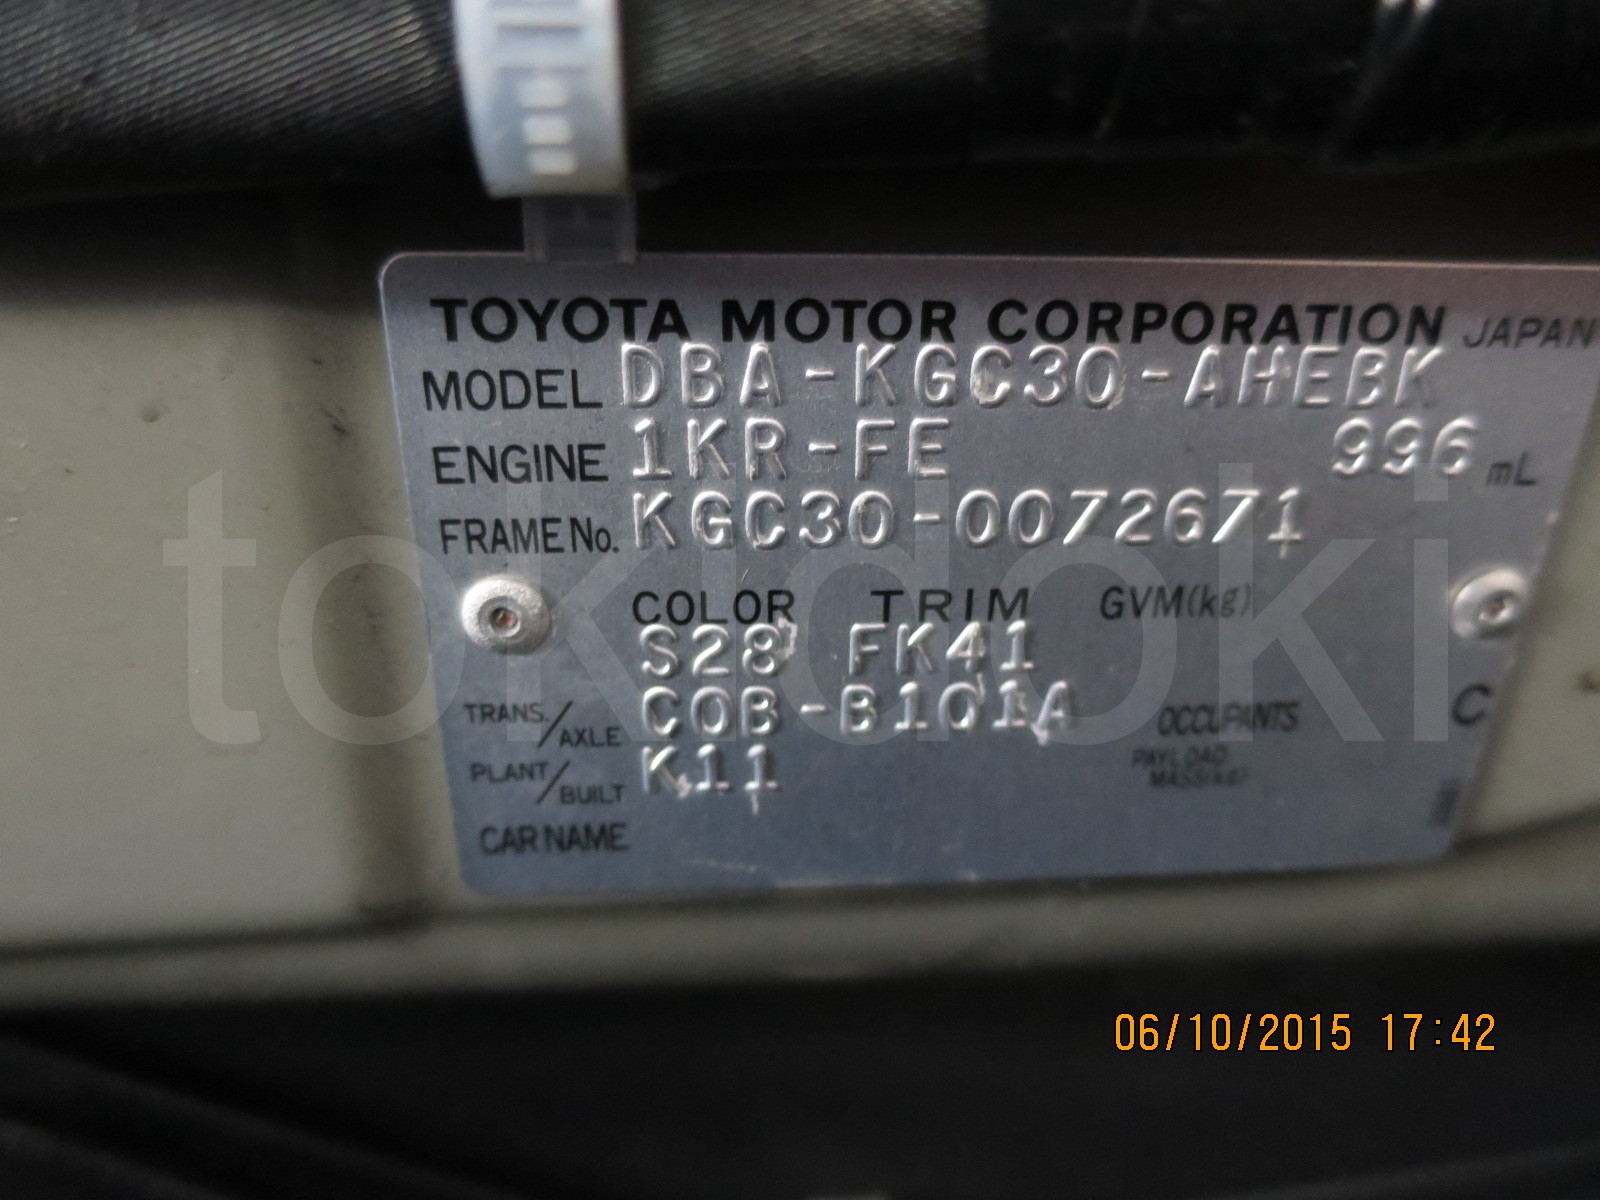 TOYOTA MOTOR CORPORATION JAPAN
MODEL DBA-KGC30-AHEBK
ENGINE 1KR-FE 996 mL
FRAME No. KGC30-0072671
COLOR TRIM GVM(kg)
S28 FK41
TRANS./AXLE C0B-B101A OCCUPANTS C
PLANT/BUILT K11 PAYLOAD
CAR NAME
tokidoki
06/10/2015 17:42